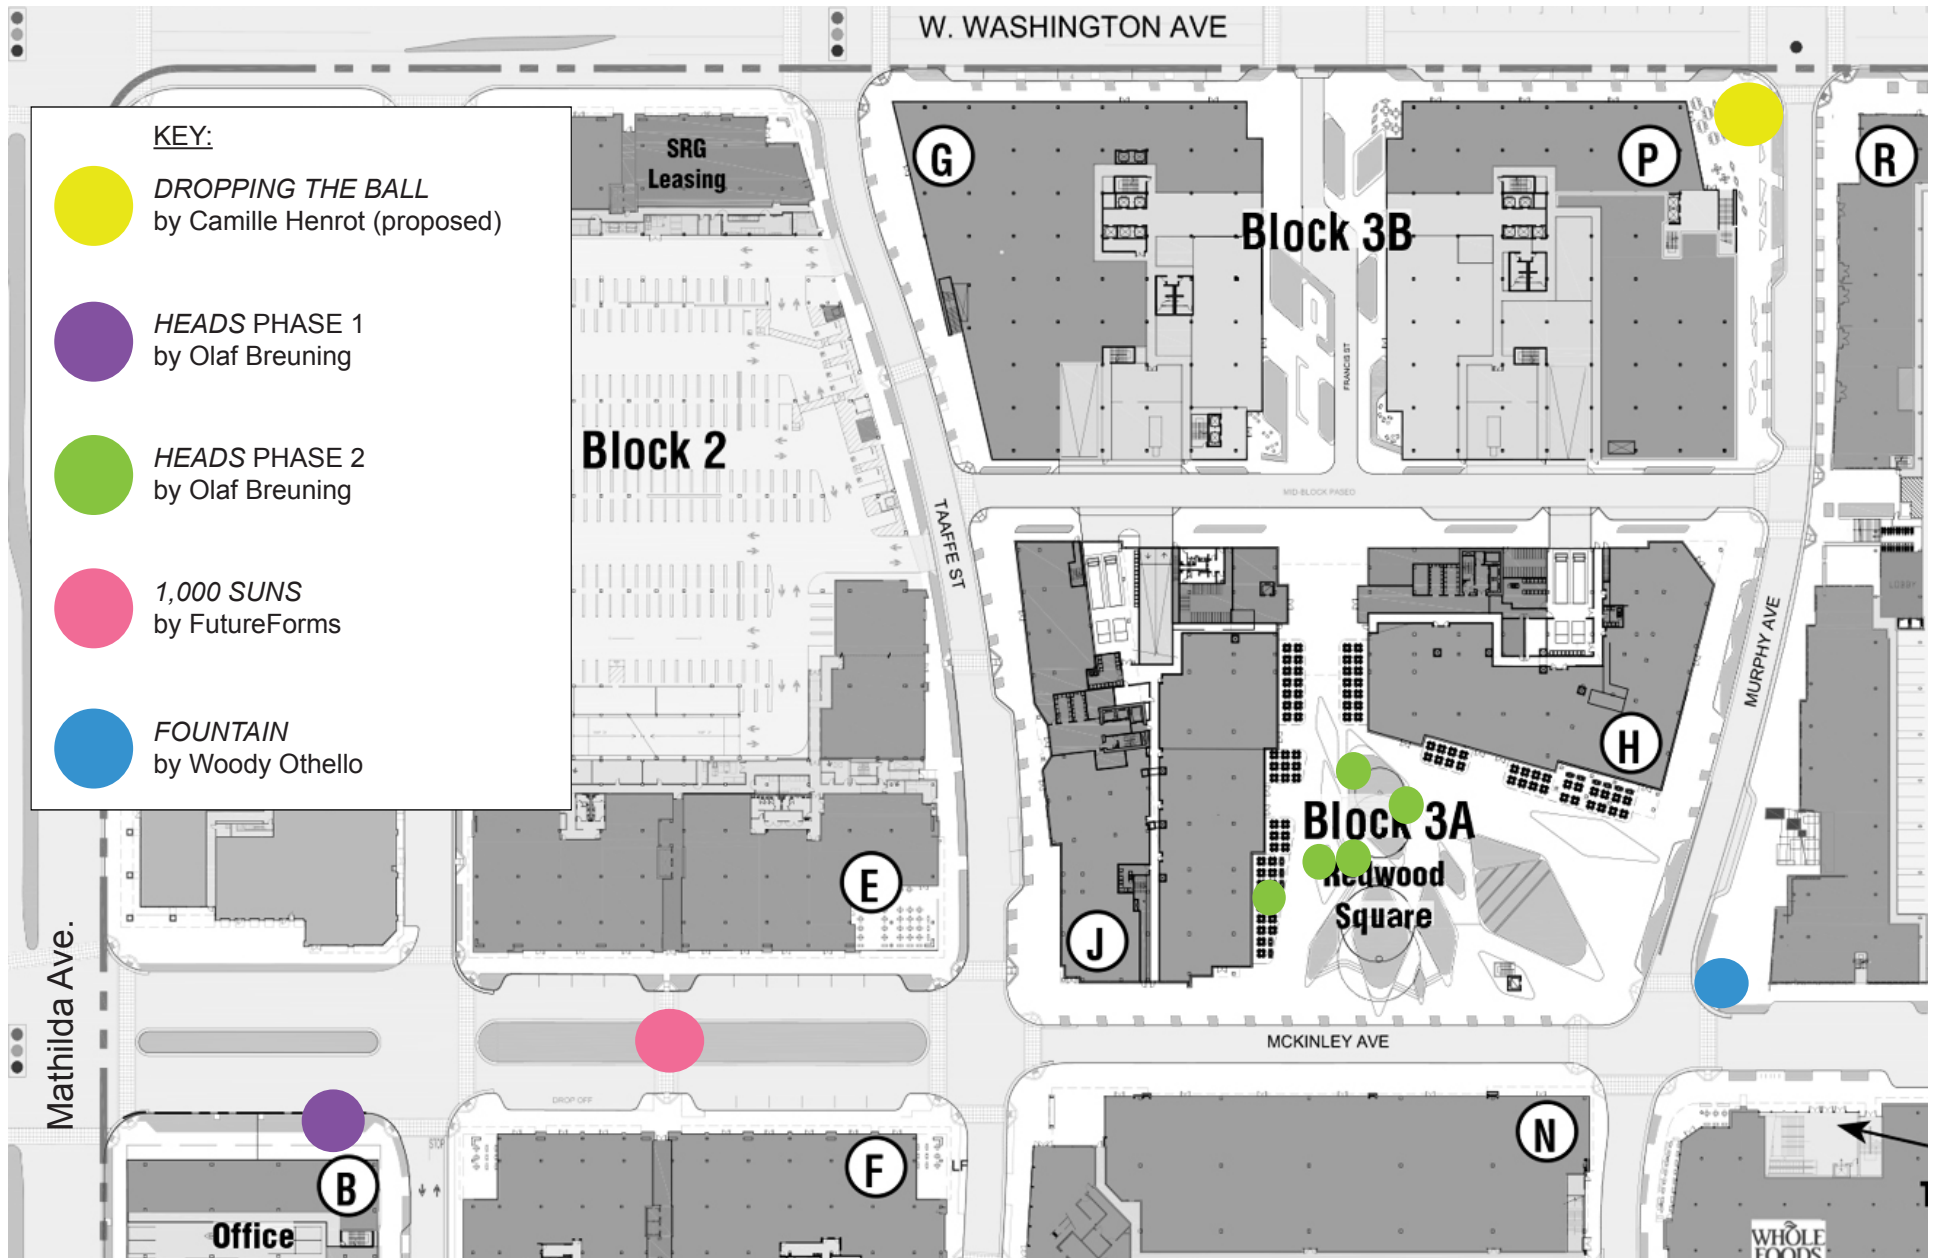 W. WASHINGTON AVE
KEY:
DROPPING THE BALL
by Camille Henrot (proposed)
HEADS PHASE 1
by Olaf Breuning
HEADS PHASE 2
by Olaf Breuning
1,000 SUNS
by FutureForms
FOUNTAIN
by Woody Othello
SRG
Leasing
G
P
R
Block 3B
FRANCIS ST
Block 2
MID-BLOCK PASEO
TAAFFE ST
LOBBY
MURPHY AVE
H
Block 3A
Redwood
Square
E
J
Mathilda Ave.
MCKINLEY AVE
DROP OFF
STOP
B
Office
F
LF
N
WHOLE
FOODS